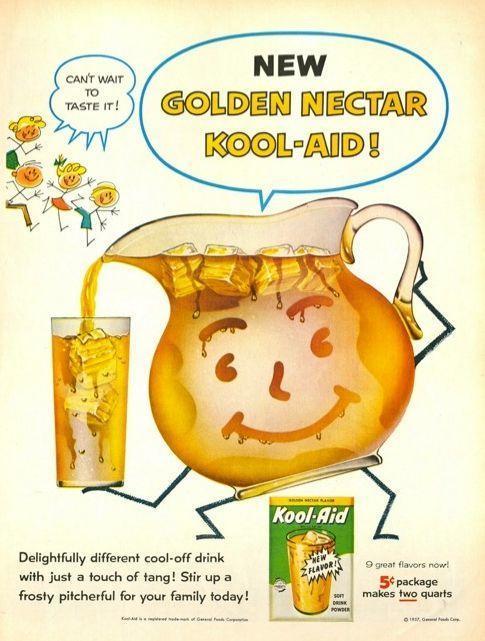 CAN'T WAIT
TO
TASTE IT!
NEW
GOLDEN NECTAR
KOOL-AID!
GOLDEN NECTAR FLAVOR
Kool-Aid
NEW
FLAVOR!
SOFT
DRINK
POWDER
Delightfully different cool-off drink
with just a touch of tang! Stir up a
frosty pitcherful for your family today!
9 great flavors now!
5¢ package
makes two quarts
Kool-Aid is a registered trade-mark of General Foods Corporation
© 1957, General Foods Corp.